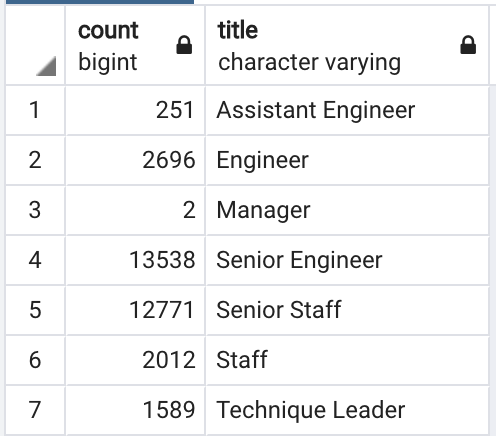 count title
bigint character varying
1 251 Assistant Engineer
2 2696 Engineer
3 2 Manager
4 13538 Senior Engineer
5 12771 Senior Staff
6 2012 Staff
7 1589 Technique Leader